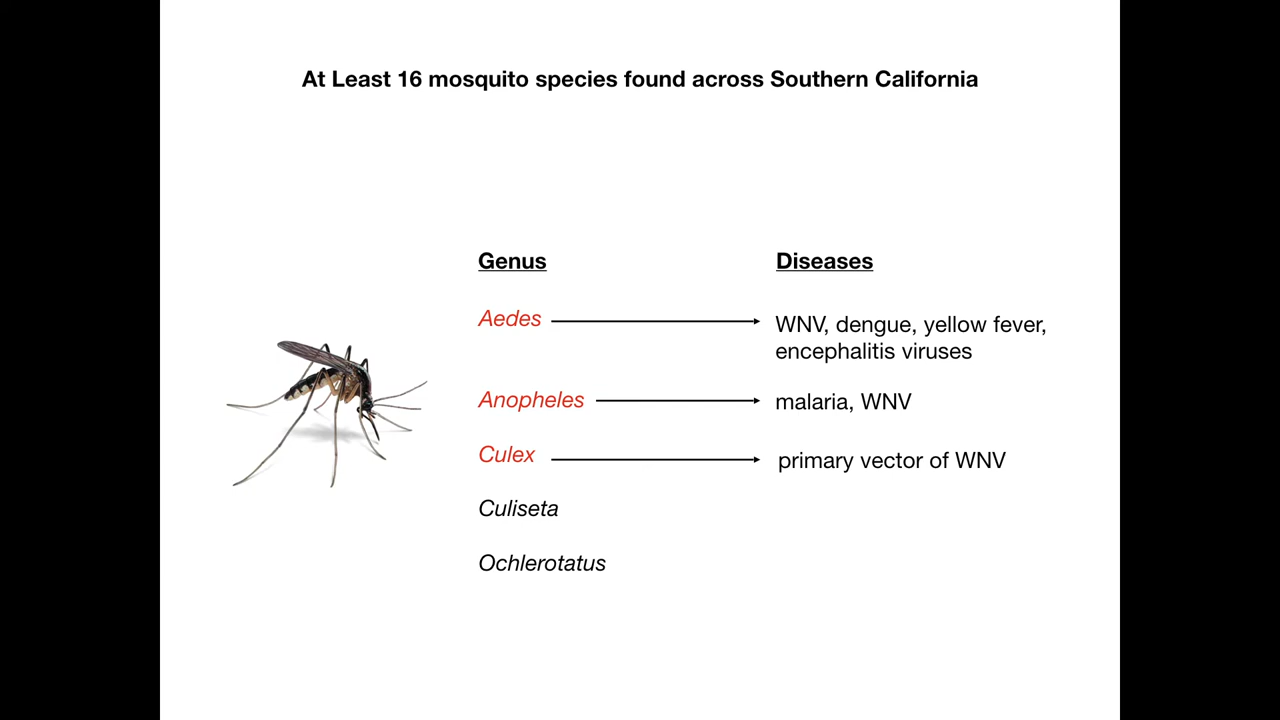 At Least 16 mosquito species found across Southern California
Genus
Diseases
Aedes
WNV, dengue, yellow fever,
encephalitis viruses
Anopheles
malaria, WNV
Culex
primary vector of WNV
Culiseta
Ochlerotatus